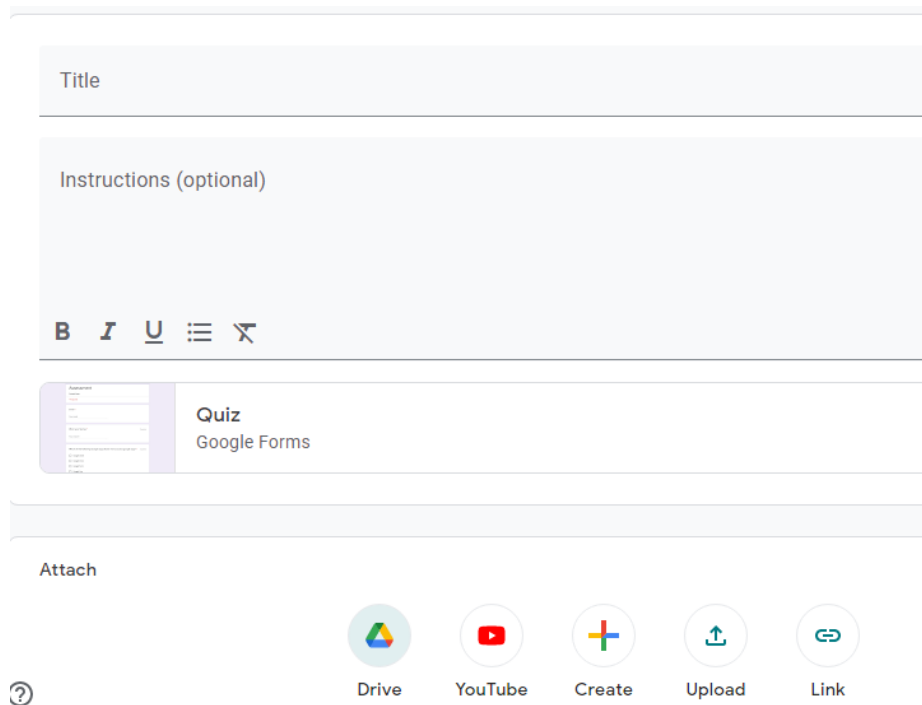 Title
Instructions (optional)
B I U
Quiz
Google Forms
Attach
Drive YouTube Create Upload Link